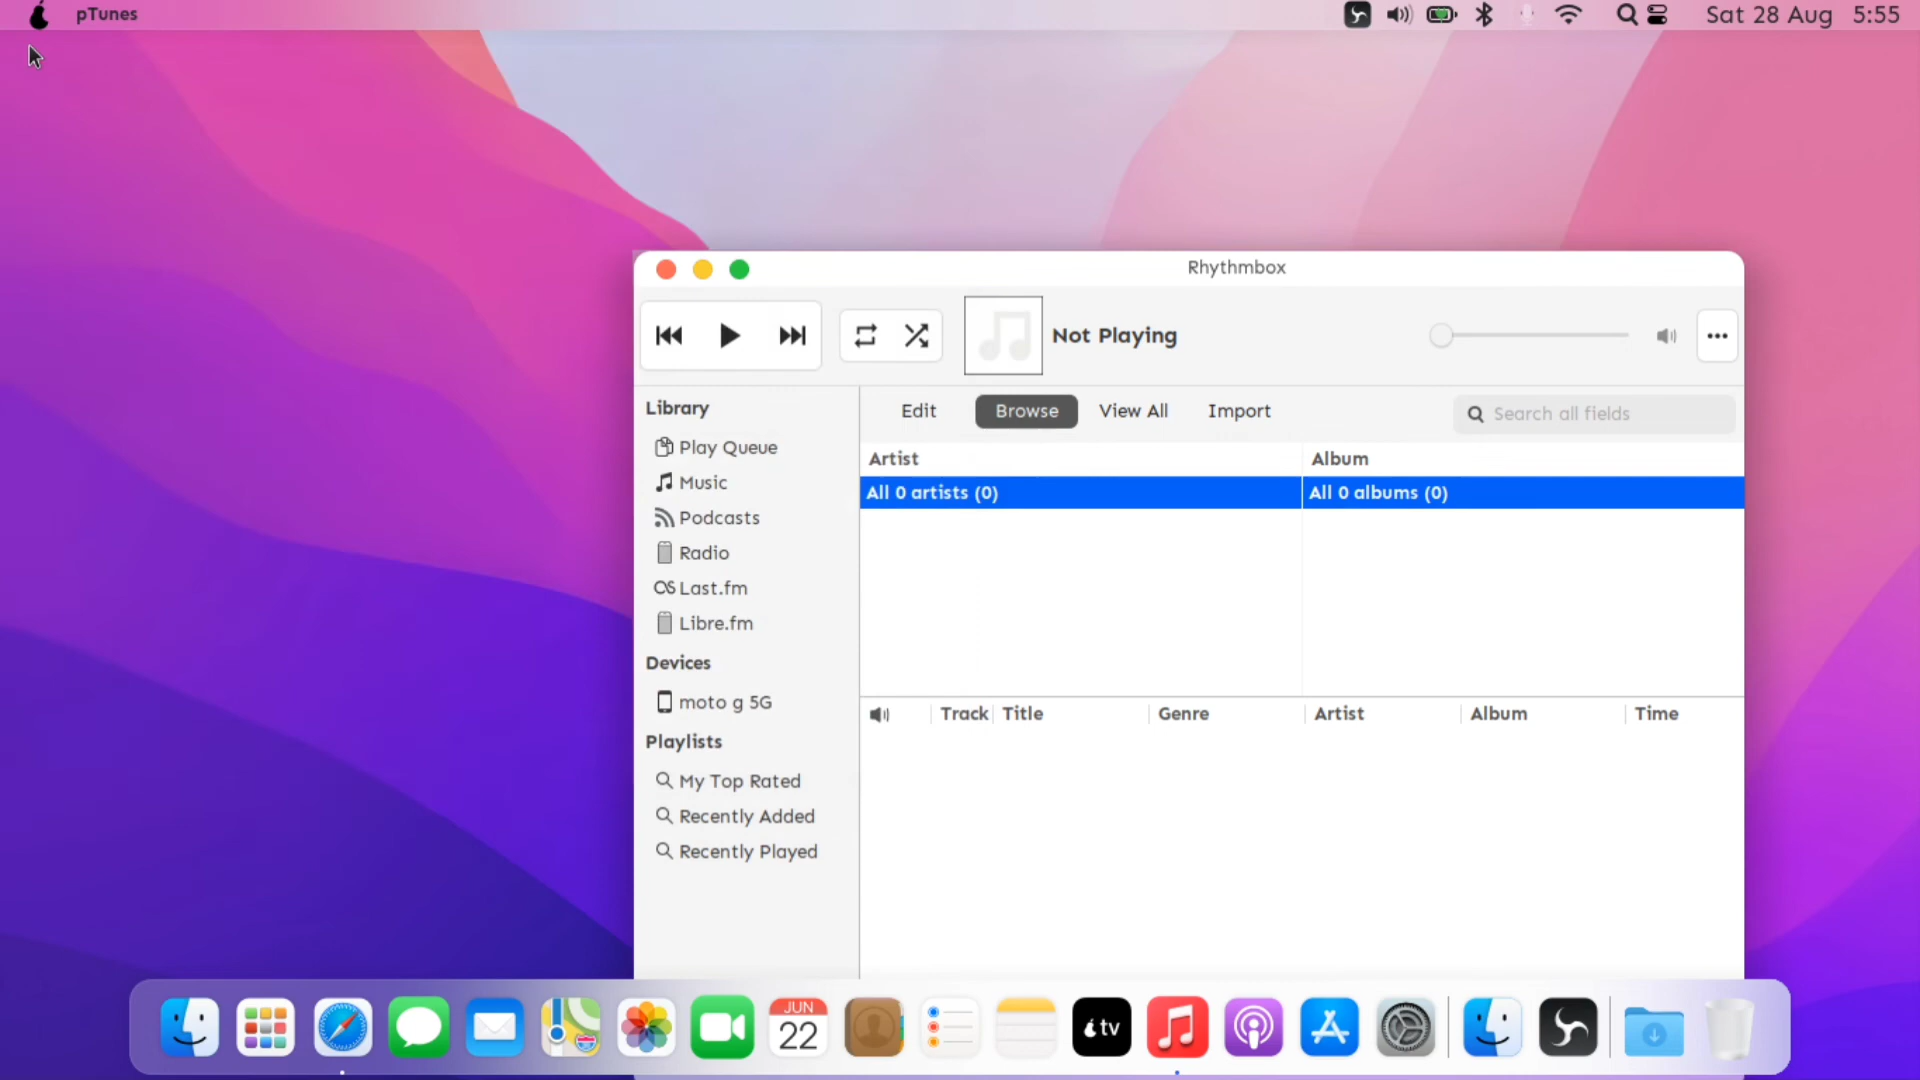 pTunes
Sat 28 Aug 5:55
Rhythmbox
Not Playing
Library
Play Queue
Music
Podcasts
Radio
Last.fm
Libre.fm
Devices
moto g 5G
Playlists
My Top Rated
Recently Added
Recently Played
Edit Browse View All Import Search all fields
Artist Album
All 0 artists (0) All 0 albums (0)
Track Title Genre Artist Album Time
JUN
22
tv